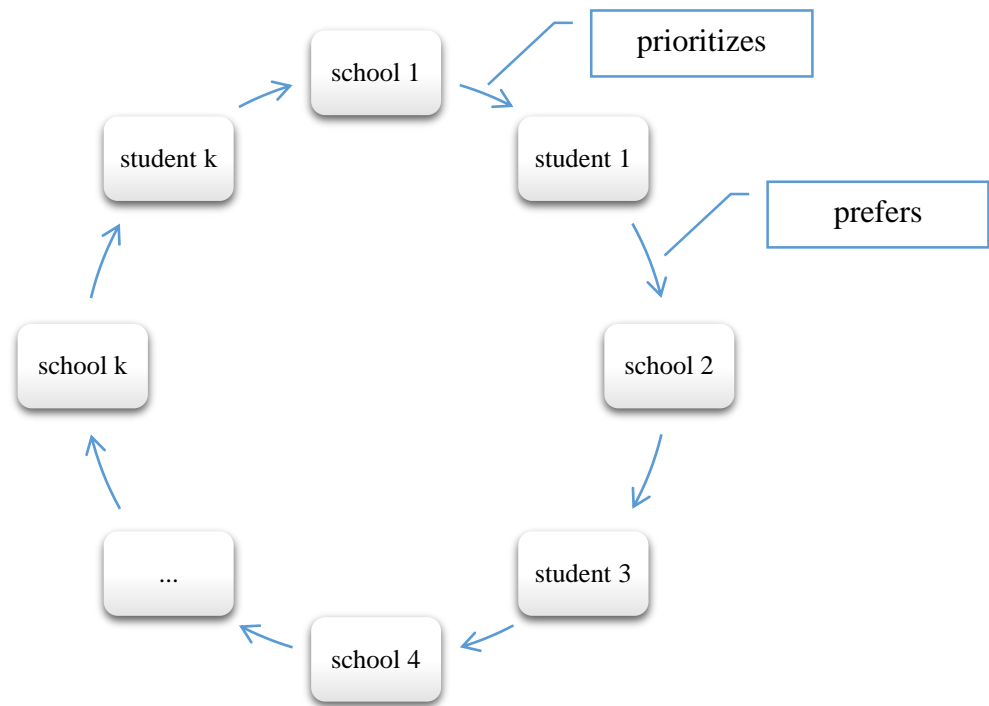 prioritizes
school 1
student k
student 1
prefers
school k
school 2
...
student 3
school 4